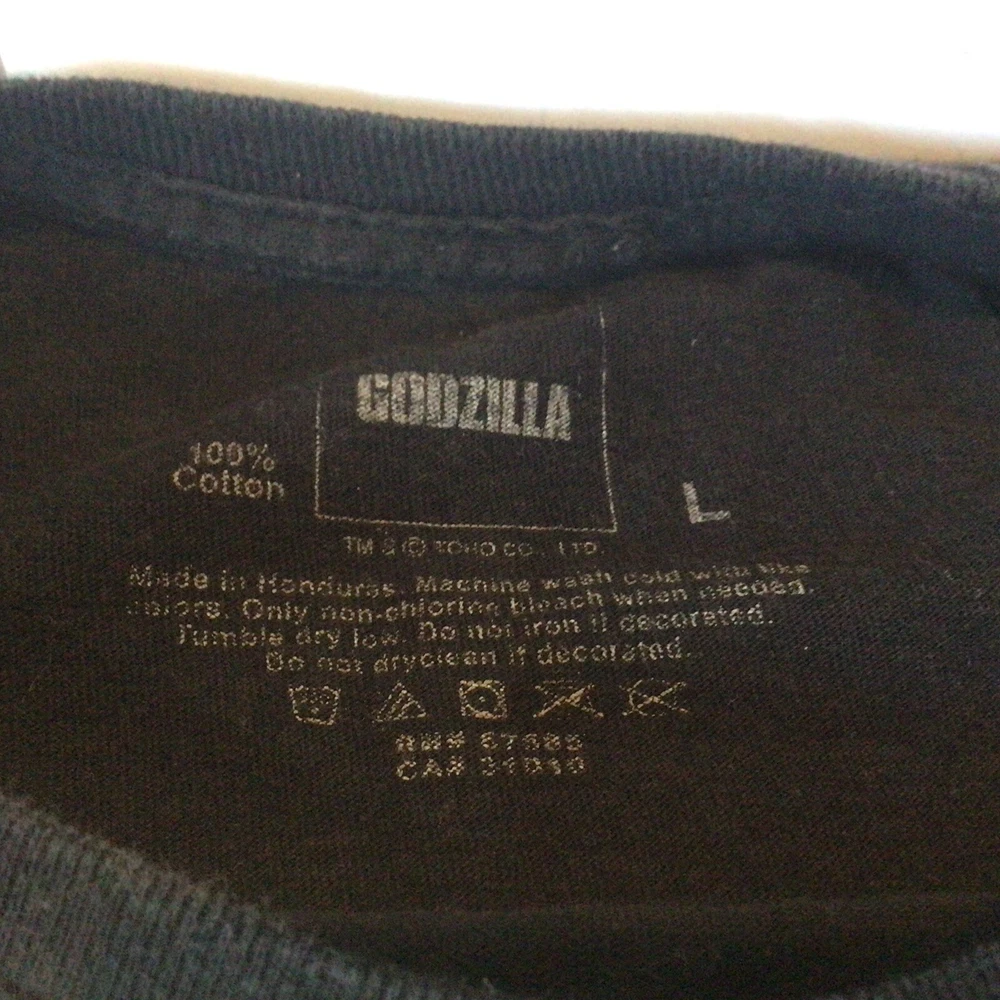 GODZILLA
100%
Cotton
L
TM & © TOHO CO., LTD.
Made in Honduras. Machine wash cold with like
colors. Only non-chlorine bleach when needed.
Tumble dry low. Do not iron if decorated.
Do not dryclean if decorated.
RN#
CA#